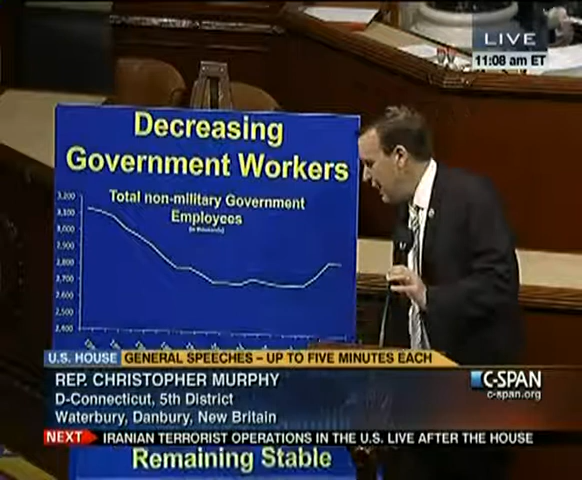 LIVE
11:08 am ET
Decreasing
Government Workers
Total non-military Government
Employees
(in thousands)
3,200
3,100
3,000
2,900
2,800
2,700
2,600
2,500
2,400
U.S. HOUSE GENERAL SPEECHES – UP TO FIVE MINUTES EACH
REP. CHRISTOPHER MURPHY
D-Connecticut, 5th District
Waterbury, Danbury, New Britain
C-SPAN
c-span.org
NEXT IRANIAN TERRORIST OPERATIONS IN THE U.S. LIVE AFTER THE HOUSE
Remaining Stable